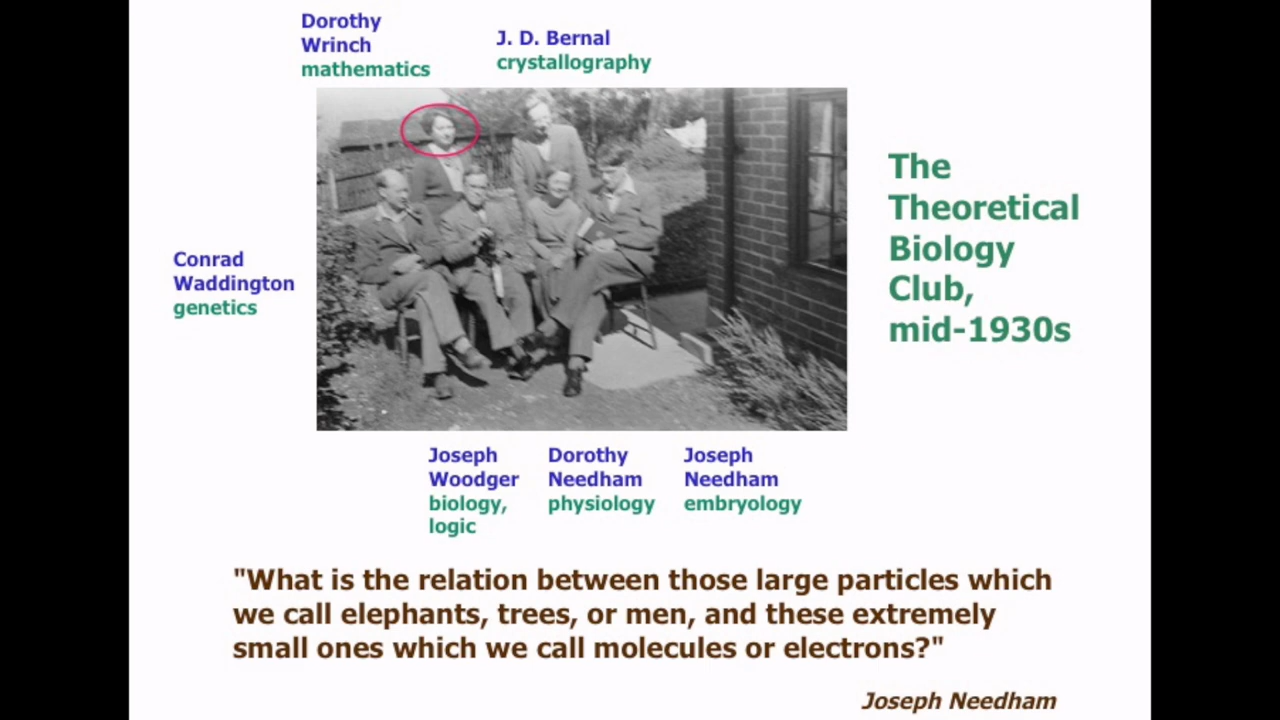 Dorothy
Wrinch
mathematics
J. D. Bernal
crystallography
Conrad
Waddington
genetics
The
Theoretical
Biology
Club,
mid-1930s
Joseph
Woodger
biology,
logic
Dorothy
Needham
physiology
Joseph
Needham
embryology
"What is the relation between those large particles which
we call elephants, trees, or men, and these extremely
small ones which we call molecules or electrons?"
Joseph Needham